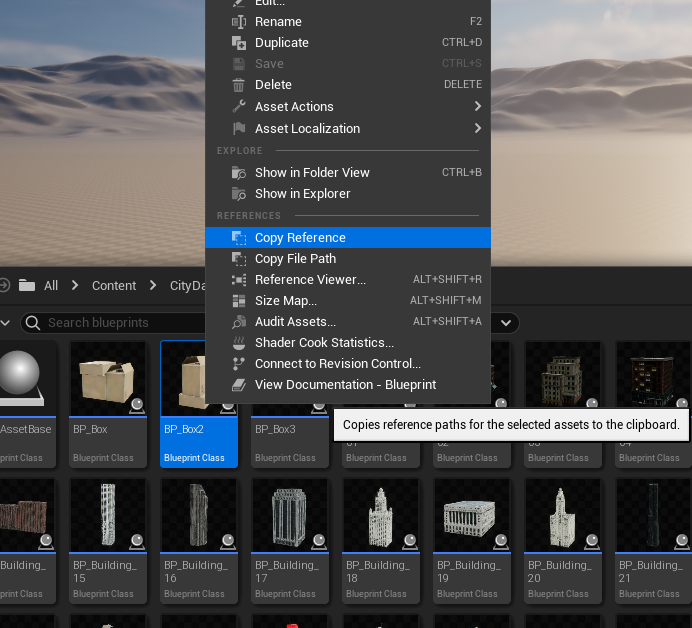 Edit...
Rename F2
Duplicate CTRL+D
Save CTRL+S
Delete DELETE
Asset Actions
Asset Localization
EXPLORE
Show in Folder View CTRL+B
Show in Explorer
REFERENCES
Copy Reference
Copy File Path
Reference Viewer... ALT+SHIFT+R
Size Map... ALT+SHIFT+M
Audit Assets... ALT+SHIFT+A
Shader Cook Statistics...
Connect to Revision Control...
View Documentation - Blueprint
Copies reference paths for the selected assets to the clipboard.
All Content CityDa
Search blueprints
AssetBase
print Class
BP_Box
Blueprint Class
BP_Box2
Blueprint Class
BP_Box3
Blueprint Class
Blueprint Class
Blueprint Class
Blueprint Class
Blueprint Class
Building_
print Class
BP_Building_
15
Blueprint Class
BP_Building_
16
Blueprint Class
BP_Building_
17
Blueprint Class
BP_Building_
18
Blueprint Class
BP_Building_
19
Blueprint Class
BP_Building_
20
Blueprint Class
BP_Building_
21
Blueprint Class